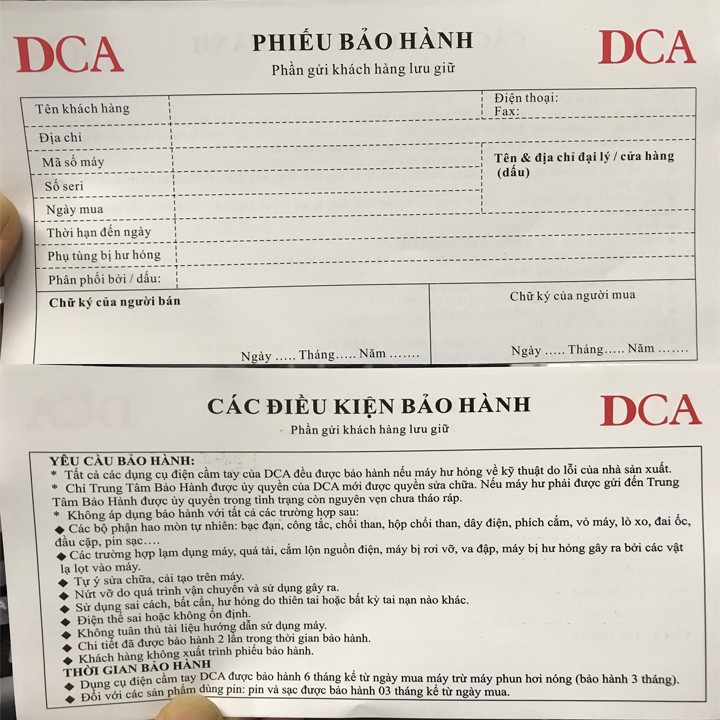 DCA
PHIẾU BẢO HÀNH
DCA
Phần gửi khách hàng lưu giữ
Tên khách hàng
Điện thoại:
Fax:
Địa chỉ
Mã số máy
Tên & địa chỉ đại lý / cửa hàng
(dấu)
Số seri
Ngày mua
Thời hạn đến ngày
Phụ tùng bị hư hỏng
Phân phối bởi / dấu:
Chữ ký của người bán
Chữ ký của người mua
Ngày ..... Tháng..... Năm .......
Ngày ..... Tháng..... Năm .......
CÁC ĐIỀU KIỆN BẢO HÀNH
DCA
Phần gửi khách hàng lưu giữ
YÊU CẦU BẢO HÀNH:
* Tất cả các dụng cụ điện cầm tay của DCA đều được bảo hành nếu máy hư hỏng về kỹ thuật do lỗi của nhà sản xuất.
* Chỉ Trung Tâm Bảo Hành được ủy quyền của DCA mới được quyền sửa chữa. Nếu máy hư phải được gửi đến Trung
Tâm Bảo Hành được ủy quyền trong tình trạng còn nguyên vẹn chưa tháo ráp.
* Không áp dụng bảo hành với tất cả các trường hợp sau:
◆ Các bộ phận hao mòn tự nhiên: bạc đạn, công tắc, chổi than, hộp chổi than, dây điện, phích cắm, vỏ máy, lò xo, đai ốc,
đầu cặp, pin sạc....
◆ Các trường hợp lạm dụng máy, quá tải, cắm lộn nguồn điện, máy bị rơi vỡ, va đập, máy bị hư hỏng gây ra bởi các vật
lạ lọt vào máy.
◆ Tự ý sửa chữa, cải tạo trên máy.
◆ Nứt vỡ do quá trình vận chuyển và sử dụng gây ra.
◆ Sử dụng sai cách, bất cẩn, hư hỏng do thiên tai hoặc bất kỳ tai nạn nào khác.
◆ Điện thế sai hoặc không ổn định.
◆ Không tuân thủ tài liệu hướng dẫn sử dụng máy.
◆ Chi tiết đã được bảo hành 2 lần trong thời gian bảo hành.
◆ Khách hàng không xuất trình phiếu bảo hành.
THỜI GIAN BẢO HÀNH
◆ Dụng cụ điện cầm tay DCA được bảo hành 6 tháng kể từ ngày mua máy trừ máy phun hơi nóng (bảo hành 3 tháng).
◆ Đối với các sản phẩm dùng pin: pin và sạc được bảo hành 03 tháng kể từ ngày mua.